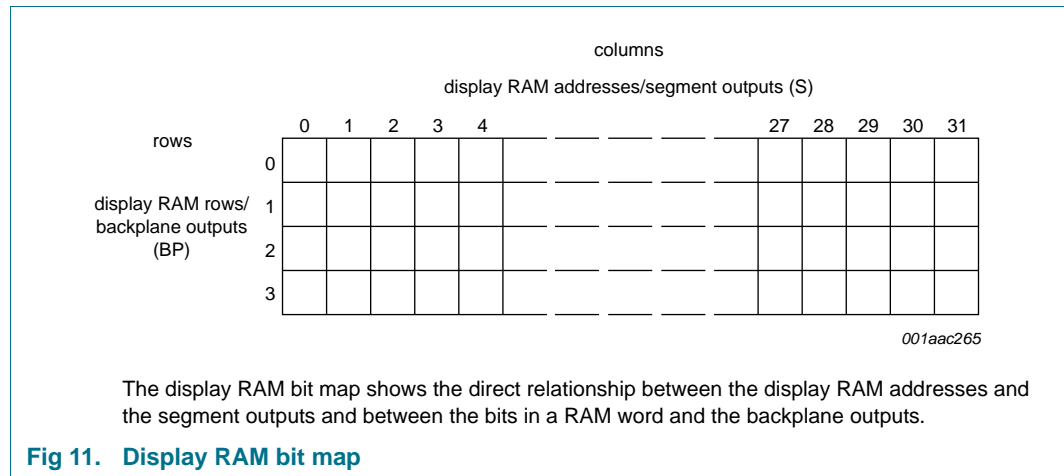 columns
display RAM addresses/segment outputs (S)
0 1 2 3 4 27 28 29 30 31
rows
0
display RAM rows/
backplane outputs
(BP)
1
2
3
001aac265
The display RAM bit map shows the direct relationship between the display RAM addresses and
the segment outputs and between the bits in a RAM word and the backplane outputs.
Fig 11. Display RAM bit map